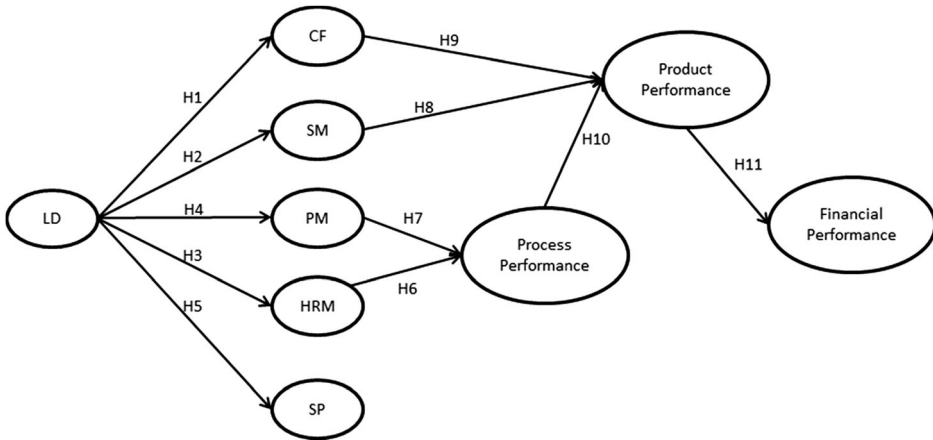 CF
H9
Product
Performance
H1
SM
H8
H2
H10
H11
LD
H4
PM
H7
Process
Performance
Financial
Performance
H3
HRM
H6
H5
SP